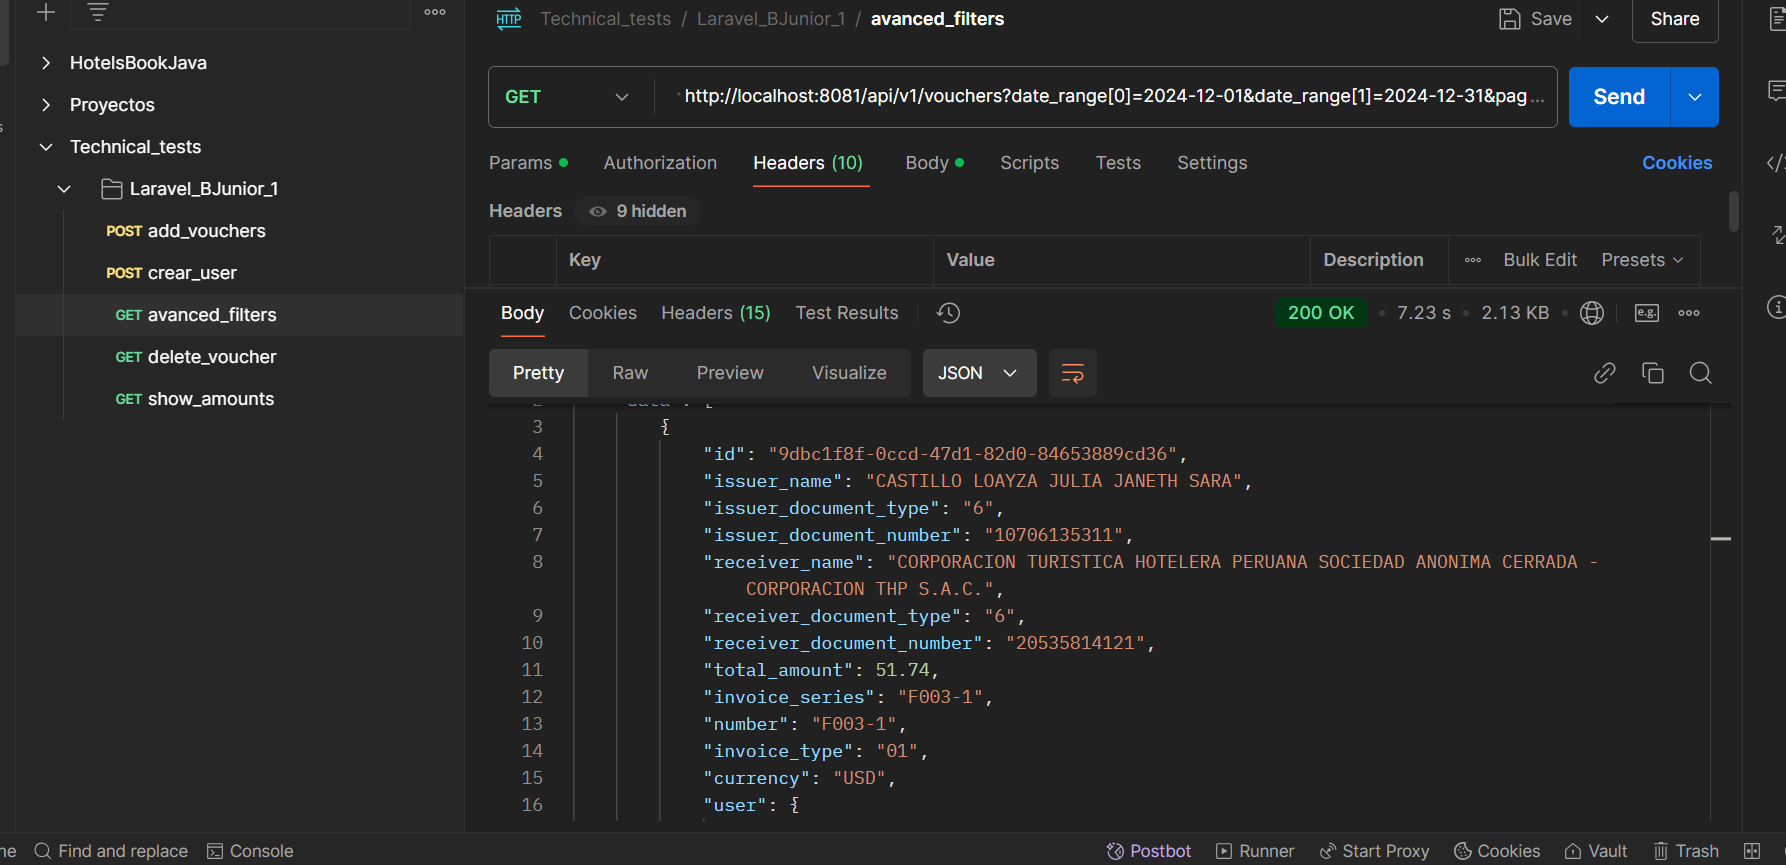 HTTP Technical_tests / Laravel_BJunior_1 / avanced_filters Save Share
HotelsBookJava
Proyectos
Technical_tests
Laravel_BJunior_1
POST add_vouchers
POST crear_user
GET avanced_filters
GET delete_voucher
GET show_amounts
GET http://localhost:8081/api/v1/vouchers?date_range[0]=2024-12-01&date_range[1]=2024-12-31&pag ... Send
Params Authorization Headers (10) Body Scripts Tests Settings Cookies
Headers 9 hidden
Key Value Description Bulk Edit Presets
Body Cookies Headers (15) Test Results 200 OK 7.23 s 2.13 KB e.g.
Pretty Raw Preview Visualize JSON
2 "data": [
3 {
4 "id": "9dbc1f8f-0ccd-47d1-82d0-84653889cd36",
5 "issuer_name": "CASTILLO LOAYZA JULIA JANETH SARA",
6 "issuer_document_type": "6",
7 "issuer_document_number": "10706135311",
8 "receiver_name": "CORPORACION TURISTICA HOTELERA PERUANA SOCIEDAD ANONIMA CERRADA -
CORPORACION THP S.A.C.",
9 "receiver_document_type": "6",
10 "receiver_document_number": "20535814121",
11 "total_amount": 51.74,
12 "invoice_series": "F003-1",
13 "number": "F003-1",
14 "invoice_type": "01",
15 "currency": "USD",
16 "user": {
ne Find and replace Console Postbot Runner Start Proxy Cookies Vault Trash